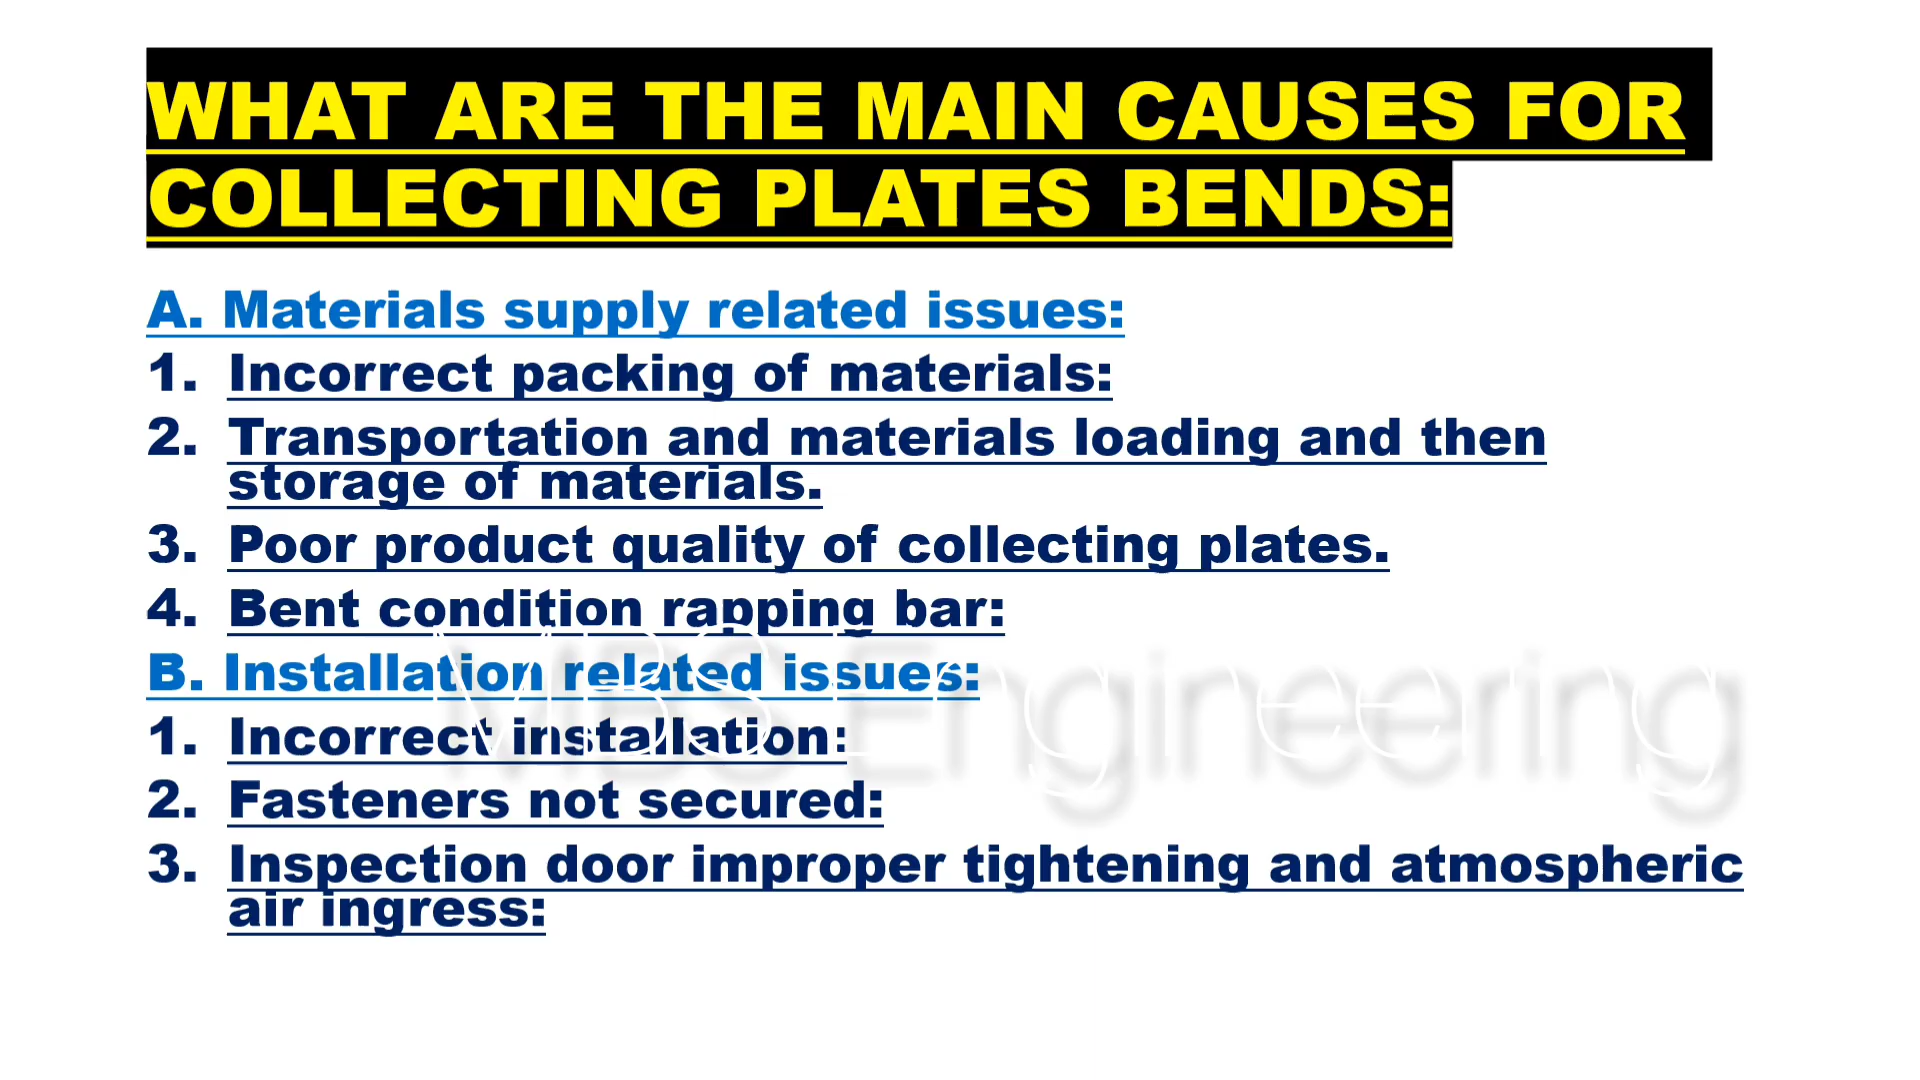 WHAT ARE THE MAIN CAUSES FOR
COLLECTING PLATES BENDS:
A. Materials supply related issues:
1. Incorrect packing of materials:
2. Transportation and materials loading and then
storage of materials.
3. Poor product quality of collecting plates.
4. Bent condition rapping bar:
B. Installation related issues:
MBS Engineering
1. Incorrect installation:
2. Fasteners not secured:
3. Inspection door improper tightening and atmospheric
air ingress: